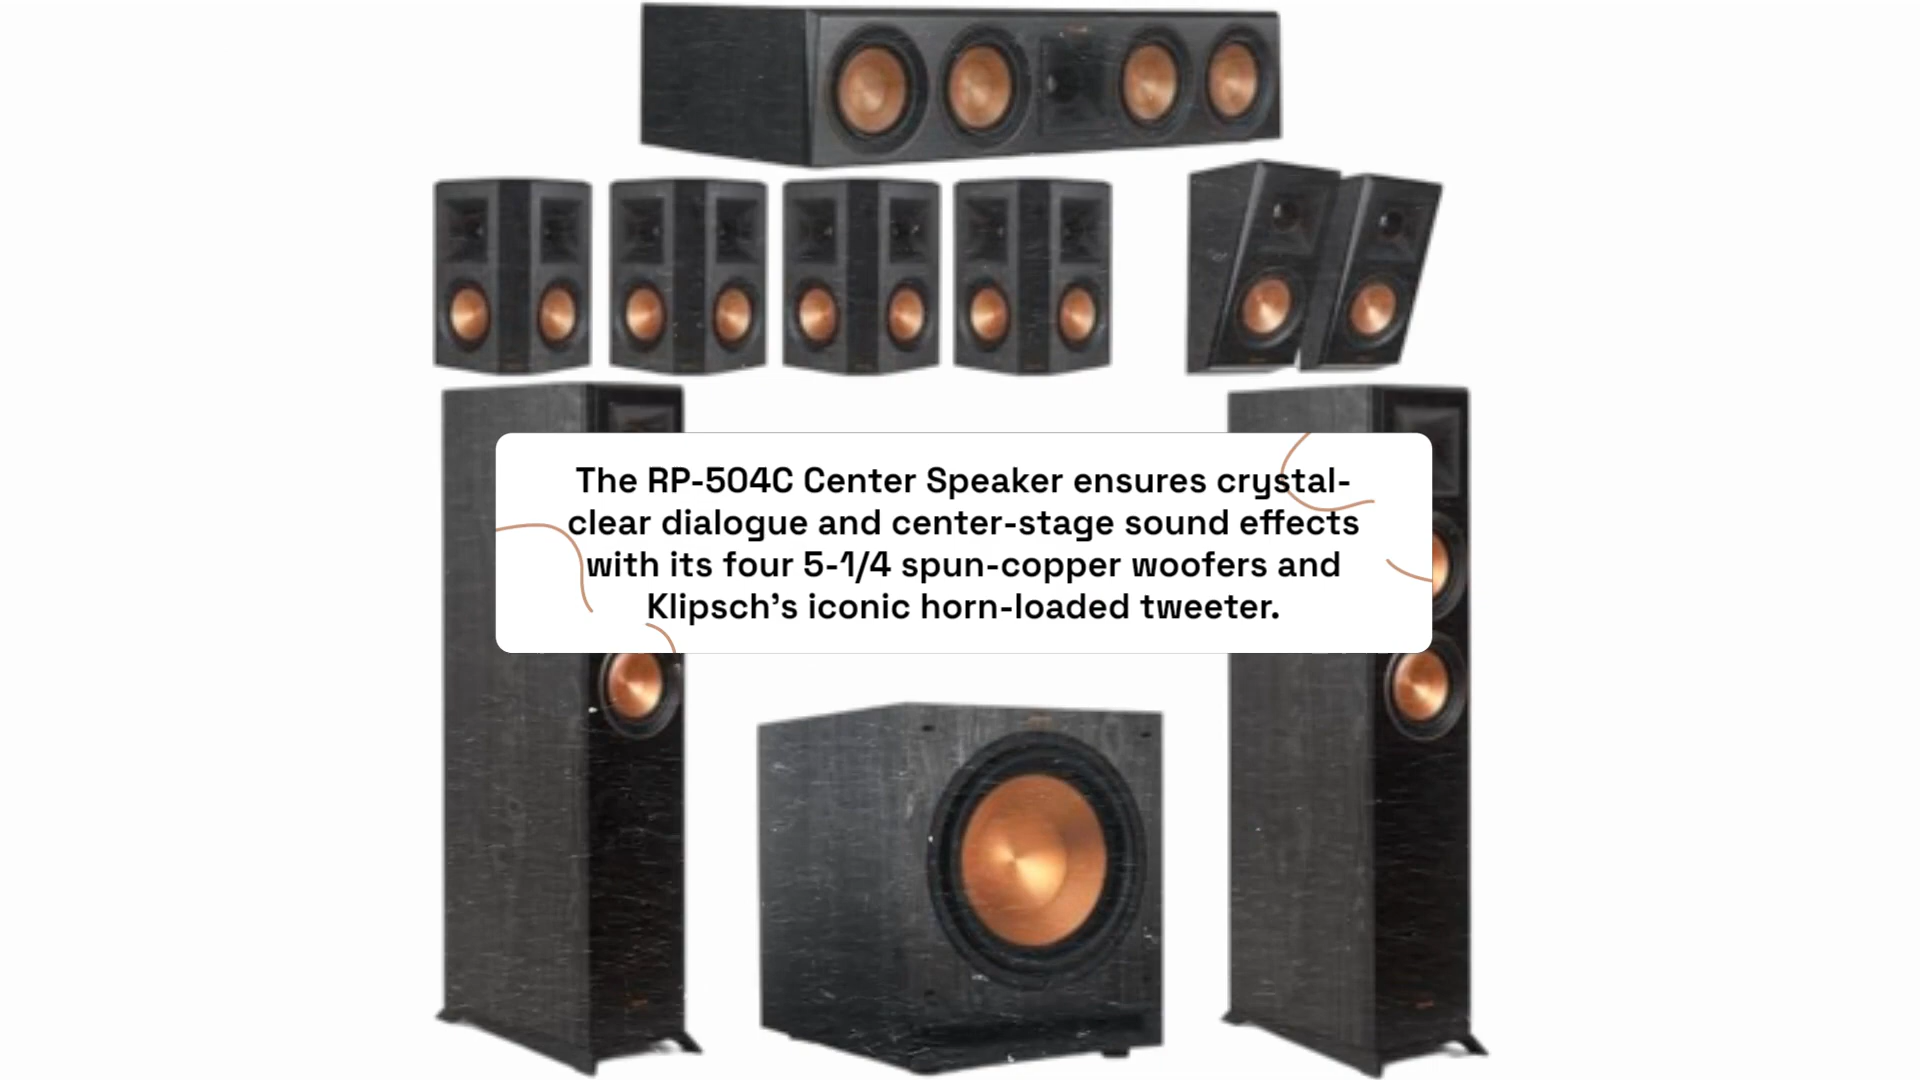 The RP-504C Center Speaker ensures crystal-
clear dialogue and center-stage sound effects
with its four 5-1/4 spun-copper woofers and
Klipsch’s iconic horn-loaded tweeter.